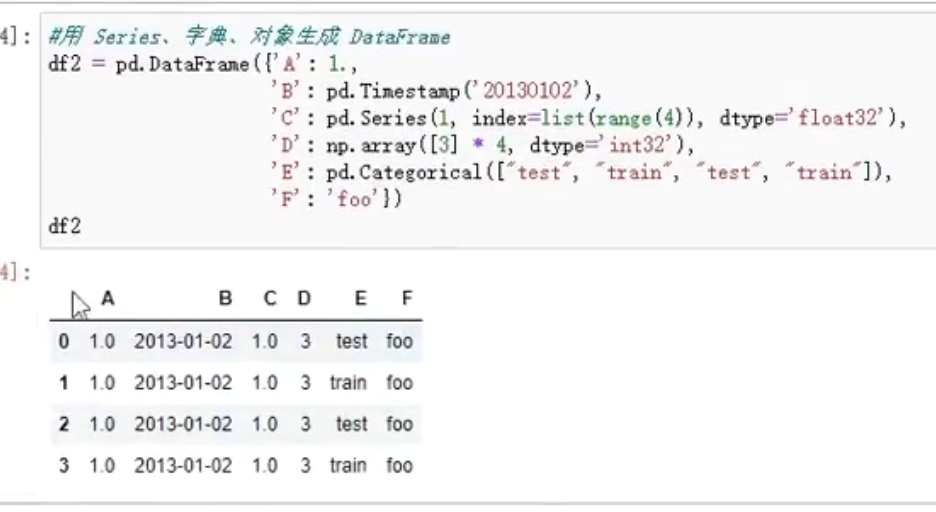 4]: #用 Series、字典、对象生成 DataFrame
df2 = pd.DataFrame({'A': 1.,
'B': pd.Timestamp('20130102'),
'C': pd.Series(1, index=list(range(4)), dtype='float32'),
'D': np.array([3] * 4, dtype='int32'),
'E': pd.Categorical(["test", "train", "test", "train"]),
'F': 'foo'})
df2
4]:
A B C D E F
0 1.0 2013-01-02 1.0 3 test foo
1 1.0 2013-01-02 1.0 3 train foo
2 1.0 2013-01-02 1.0 3 test foo
3 1.0 2013-01-02 1.0 3 train foo